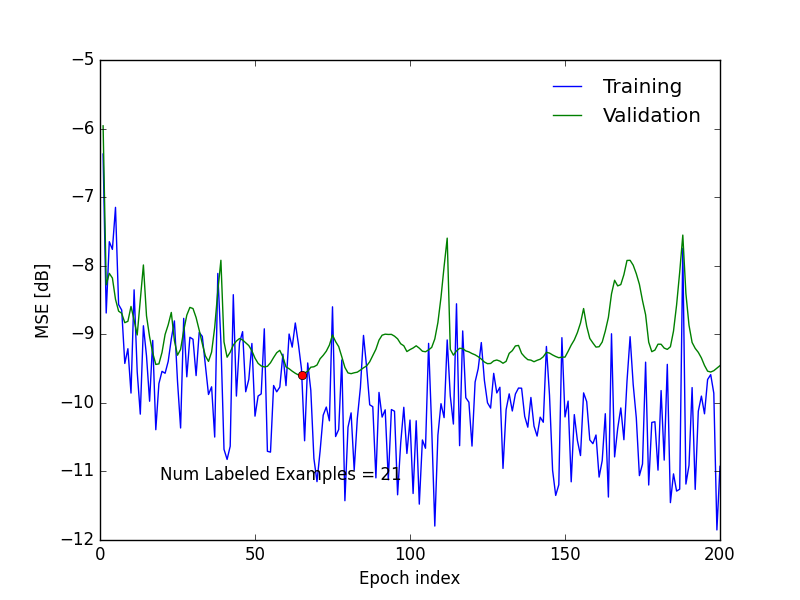 −5
−6
−7
−8
−9
−10
−11
−12
MSE [dB]
Training
Validation
Num Labeled Examples = 21
0 50 100 150 200
Epoch index